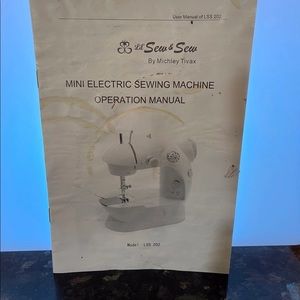 User Manual of LSS 202
Lil' Sew & Sew
By Michley Tivax
MINI ELECTRIC SEWING MACHINE
OPERATION MANUAL
Model: LSS 202